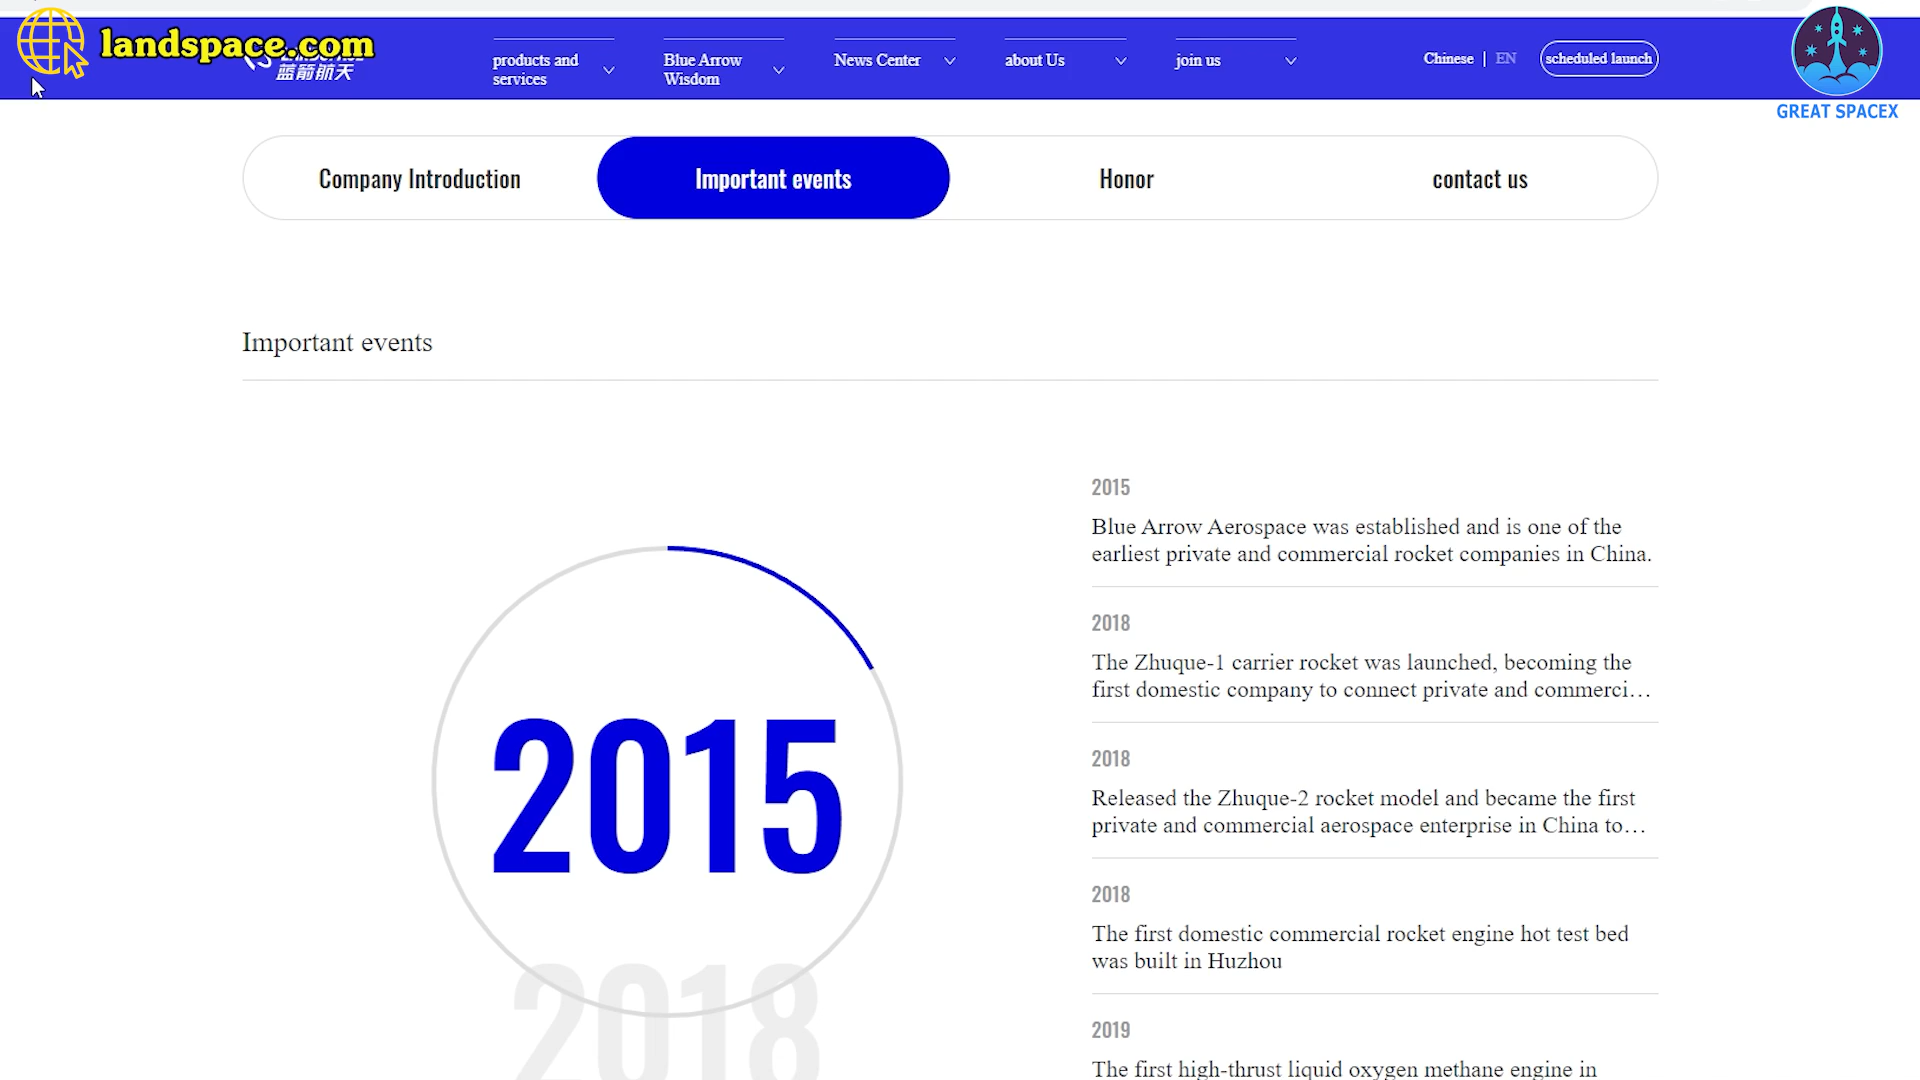 landspace.com
蓝箭航天
products and
services
Blue Arrow
Wisdom
News Center
about Us
join us
Chinese | EN
scheduled launch
GREAT SPACEX
Company Introduction
Important events
Honor
contact us
Important events
2015
2018
2015
Blue Arrow Aerospace was established and is one of the
earliest private and commercial rocket companies in China.
2018
The Zhuque-1 carrier rocket was launched, becoming the
first domestic company to connect private and commerci…
2018
Released the Zhuque-2 rocket model and became the first
private and commercial aerospace enterprise in China to…
2018
The first domestic commercial rocket engine hot test bed
was built in Huzhou
2019
The first high-thrust liquid oxygen methane engine in